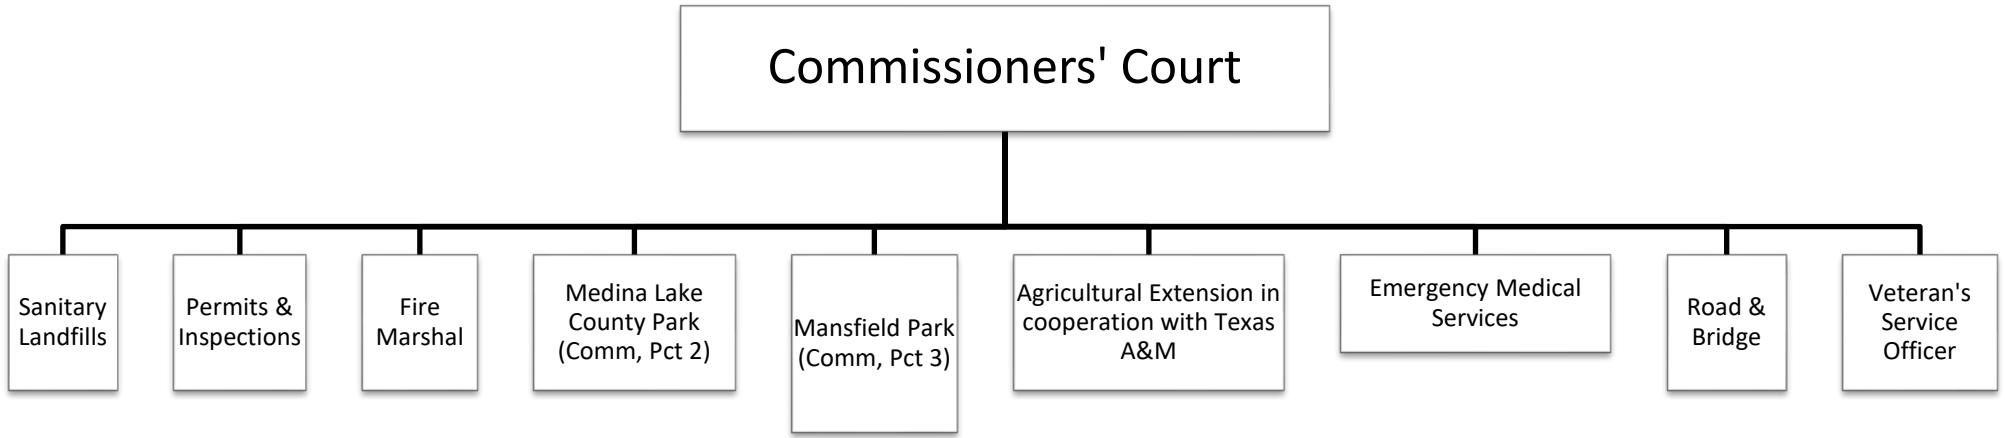 Commissioners' Court
Sanitary
Landfills
Permits &
Inspections
Fire
Marshal
Medina Lake
County Park
(Comm, Pct 2)
Mansfield Park
(Comm, Pct 3)
Agricultural Extension in
cooperation with Texas
A&M
Emergency Medical
Services
Road &
Bridge
Veteran's
Service
Officer